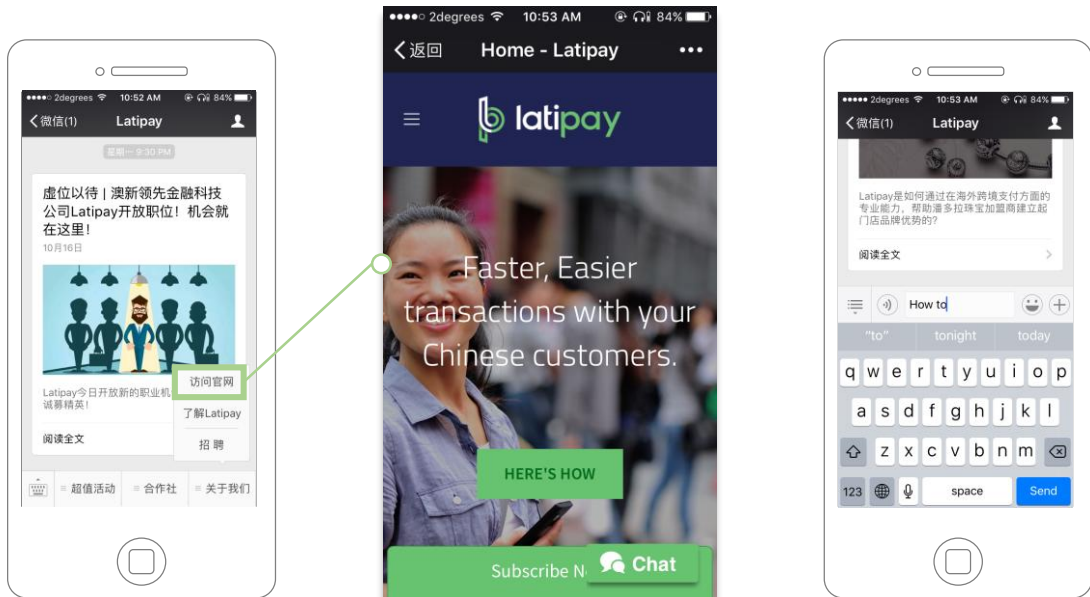 2degrees 10:52 AM 84%
微信(1) Latipay
星期一 9:30 PM
虚位以待 | 澳新领先金融科技
公司Latipay开放职位！机会就
在这里！
10月16日
Latipay今日开放新的职业机
诚募精英！
阅读全文
访问官网
了解Latipay
招 聘
超值活动 合作社 关于我们
2degrees 10:53 AM 84%
返回 Home - Latipay
latipay
Faster, Easier
transactions with your
Chinese customers.
HERE'S HOW
Subscribe N
Chat
2degrees 10:53 AM 84%
微信(1) Latipay
Latipay是如何通过在海外跨境支付方面的
专业能力，帮助潘多拉珠宝加盟商建立起
门店品牌优势的?
阅读全文
How to
"to" tonight today
q w e r t y u i o p
a s d f g h j k l
z x c v b n m
123 space Send